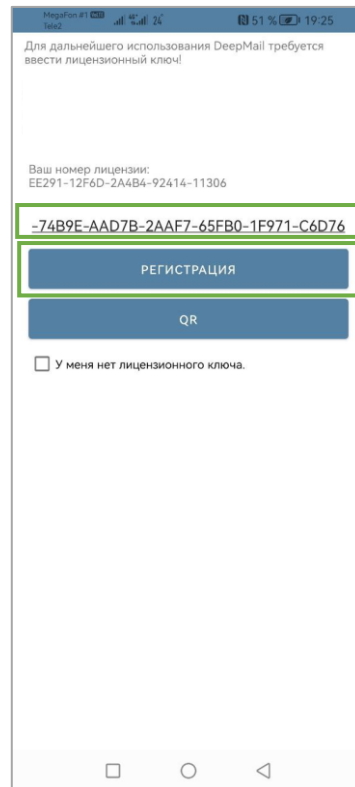 MegaFon #1
Tele2
51 % 19:25
Для дальнейшего использования DeepMail требуется
ввести лицензионный ключ!
Ваш номер лицензии:
EE291-12F6D-2A4B4-92414-11306
-74B9E-AAD7B-2AAF7-65FB0-1F971-C6D76
РЕГИСТРАЦИЯ
QR
У меня нет лицензионного ключа.